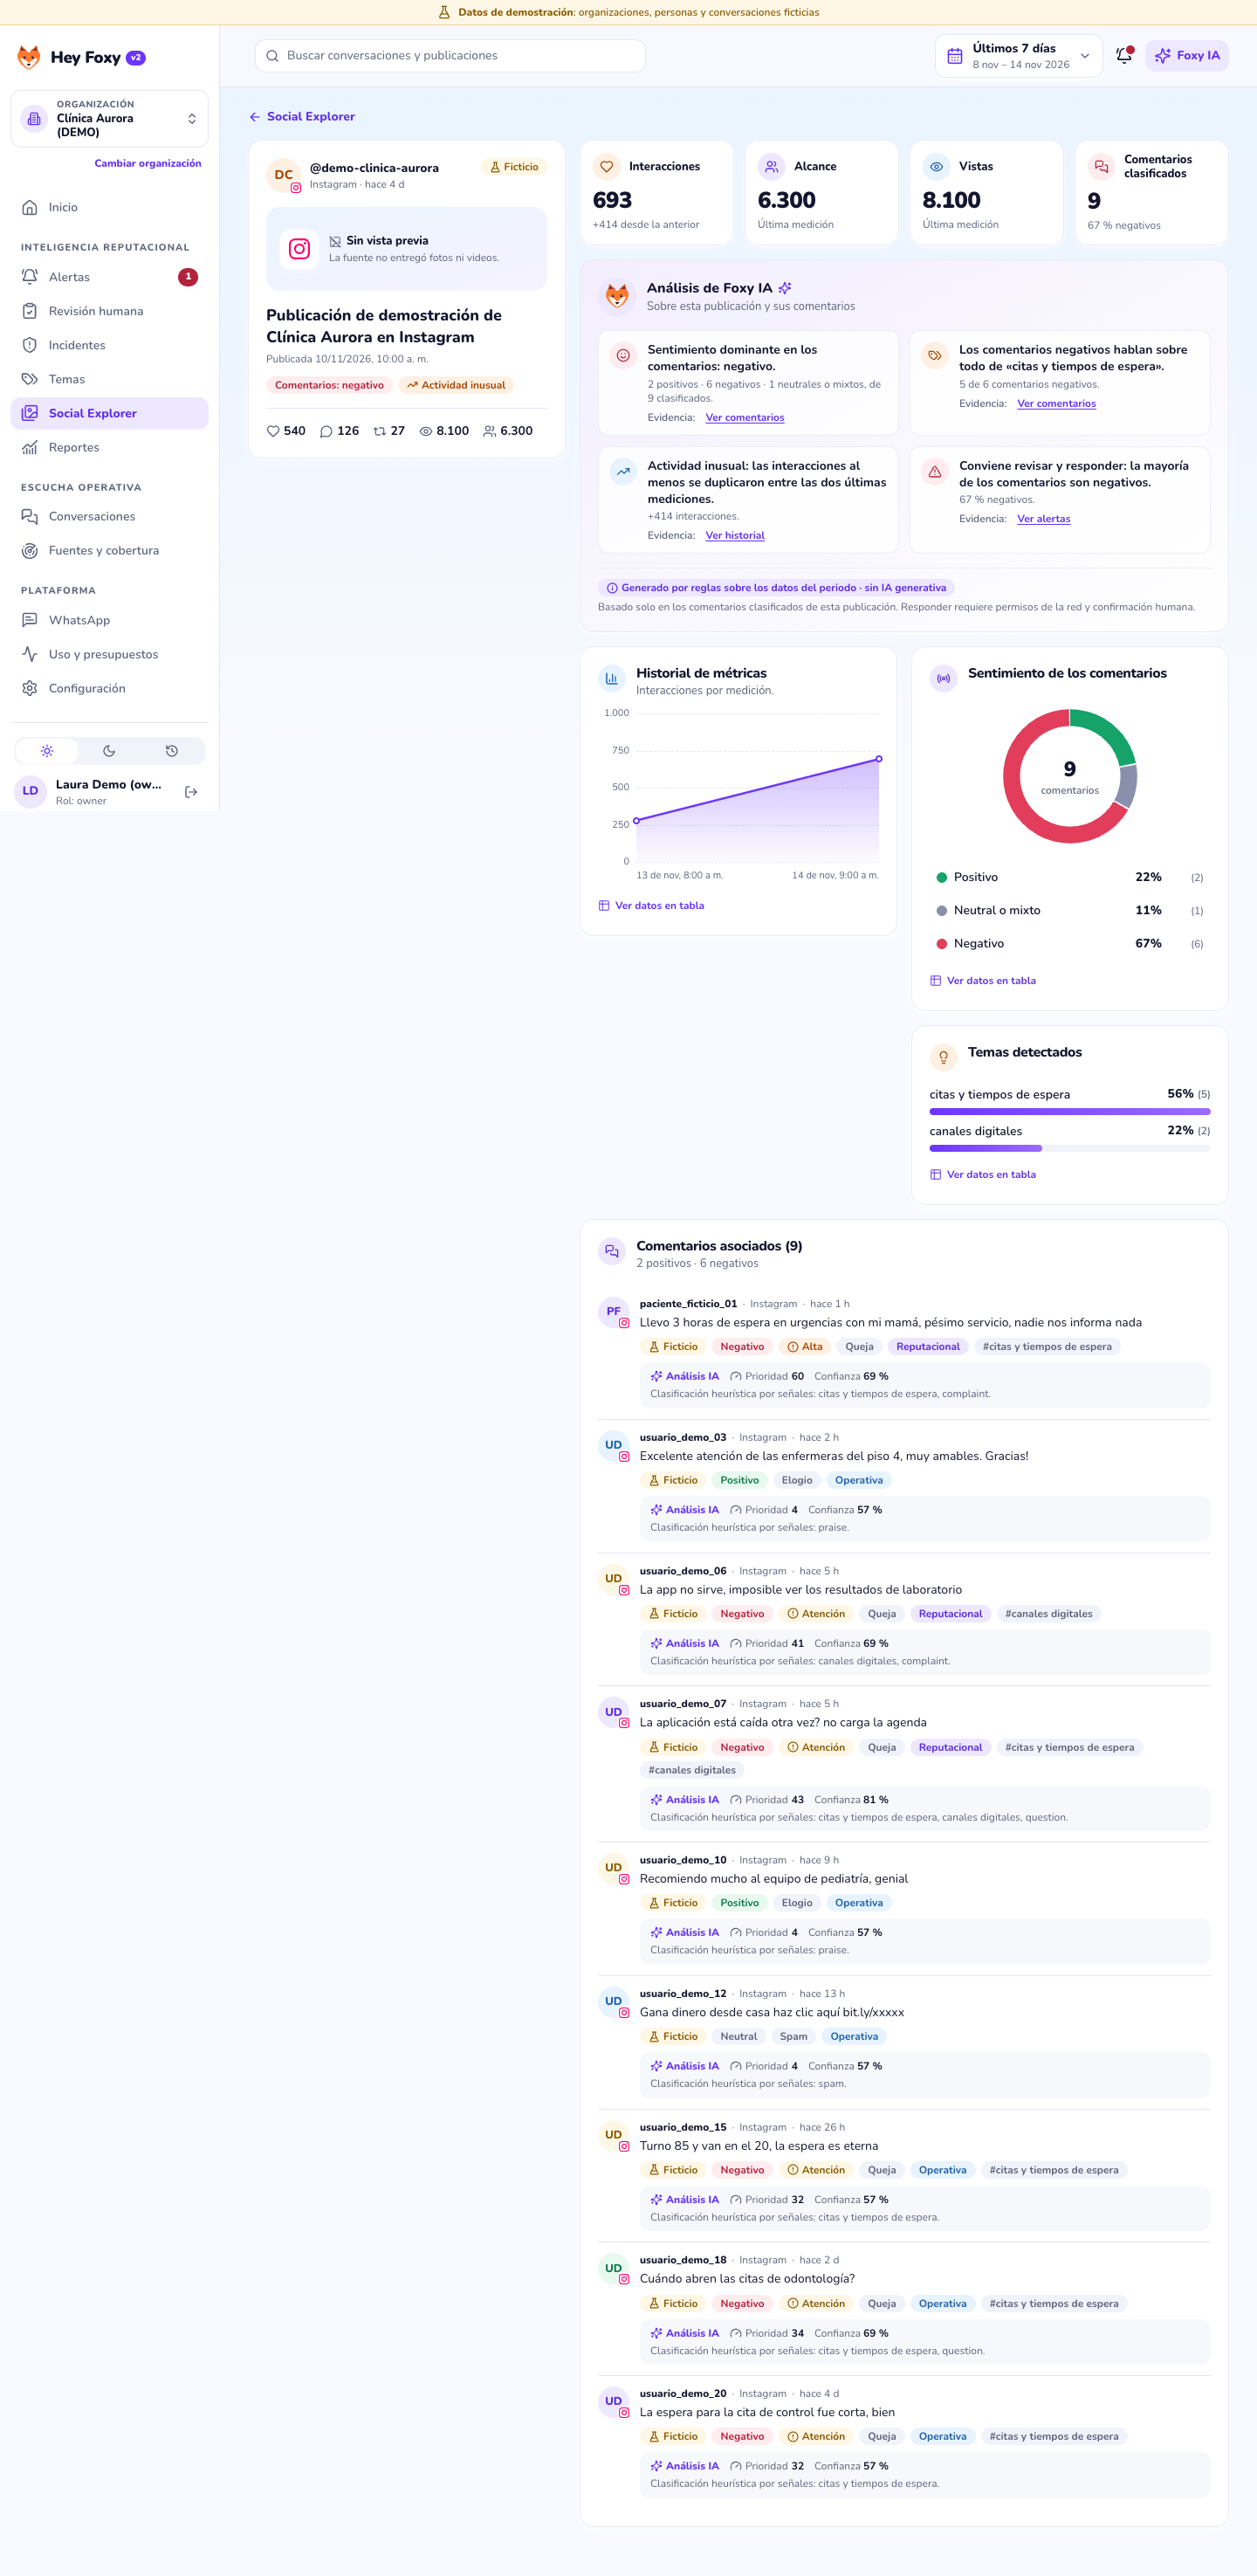 Datos de demostración: organizaciones, personas y conversaciones ficticias
Hey Foxy v2
ORGANIZACIÓN
Clínica Aurora
(DEMO)
Cambiar organización
Inicio
INTELIGENCIA REPUTACIONAL
Alertas 1
Revisión humana
Incidentes
Temas
Social Explorer
Reportes
ESCUCHA OPERATIVA
Conversaciones
Fuentes y cobertura
PLATAFORMA
WhatsApp
Uso y presupuestos
Configuración
LD
Laura Demo (ow...
Rol: owner
Buscar conversaciones y publicaciones
Últimos 7 días
8 nov – 14 nov 2026
Foxy IA
Social Explorer
DC
@demo-clinica-aurora
Instagram · hace 4 d
Ficticio
Sin vista previa
La fuente no entregó fotos ni videos.
Publicación de demostración de
Clínica Aurora en Instagram
Publicada 10/11/2026, 10:00 a. m.
Comentarios: negativo
Actividad inusual
540 126 27 8.100 6.300
Interacciones
693
+414 desde la anterior
Alcance
6.300
Última medición
Vistas
8.100
Última medición
Comentarios
clasificados
9
67 % negativos
Análisis de Foxy IA
Sobre esta publicación y sus comentarios
Sentimiento dominante en los
comentarios: negativo.
2 positivos · 6 negativos · 1 neutrales o mixtos, de
9 clasificados.
Evidencia: Ver comentarios
Los comentarios negativos hablan sobre
todo de «citas y tiempos de espera».
5 de 6 comentarios negativos.
Evidencia: Ver comentarios
Actividad inusual: las interacciones al
menos se duplicaron entre las dos últimas
mediciones.
+414 interacciones.
Evidencia: Ver historial
Conviene revisar y responder: la mayoría
de los comentarios son negativos.
67 % negativos.
Evidencia: Ver alertas
Generado por reglas sobre los datos del periodo · sin IA generativa
Basado solo en los comentarios clasificados de esta publicación. Responder requiere permisos de la red y confirmación humana.
Historial de métricas
Interacciones por medición.
1.000
750
500
250
0
13 de nov, 8:00 a m. 14 de nov, 9:00 a m.
Ver datos en tabla
Sentimiento de los comentarios
9
comentarios
Positivo 22% (2)
Neutral o mixto 11% (1)
Negativo 67% (6)
Ver datos en tabla
Temas detectados
citas y tiempos de espera 56% (5)
canales digitales 22% (2)
Ver datos en tabla
Comentarios asociados (9)
2 positivos · 6 negativos
PF
paciente_ficticio_01 · Instagram · hace 1 h
Llevo 3 horas de espera en urgencias con mi mamá, pésimo servicio, nadie nos informa nada
Ficticio Negativo Alta Queja Reputacional #citas y tiempos de espera
Análisis IA Prioridad 60 Confianza 69 %
Clasificación heurística por señales: citas y tiempos de espera, complaint.
UD
usuario_demo_03 · Instagram · hace 2 h
Excelente atención de las enfermeras del piso 4, muy amables. Gracias!
Ficticio Positivo Elogio Operativa
Análisis IA Prioridad 4 Confianza 57 %
Clasificación heurística por señales: praise.
UD
usuario_demo_06 · Instagram · hace 5 h
La app no sirve, imposible ver los resultados de laboratorio
Ficticio Negativo Atención Queja Reputacional #canales digitales
Análisis IA Prioridad 41 Confianza 69 %
Clasificación heurística por señales: canales digitales, complaint.
UD
usuario_demo_07 · Instagram · hace 5 h
La aplicación está caída otra vez? no carga la agenda
Ficticio Negativo Atención Queja Reputacional #citas y tiempos de espera
#canales digitales
Análisis IA Prioridad 43 Confianza 81 %
Clasificación heurística por señales: citas y tiempos de espera, canales digitales, question.
UD
usuario_demo_10 · Instagram · hace 9 h
Recomiendo mucho al equipo de pediatría, genial
Ficticio Positivo Elogio Operativa
Análisis IA Prioridad 4 Confianza 57 %
Clasificación heurística por señales: praise.
UD
usuario_demo_12 · Instagram · hace 13 h
Gana dinero desde casa haz clic aquí bit.ly/xxxxx
Ficticio Neutral Spam Operativa
Análisis IA Prioridad 4 Confianza 57 %
Clasificación heurística por señales: spam.
UD
usuario_demo_15 · Instagram · hace 26 h
Turno 85 y van en el 20, la espera es eterna
Ficticio Negativo Atención Queja Operativa #citas y tiempos de espera
Análisis IA Prioridad 32 Confianza 57 %
Clasificación heurística por señales: citas y tiempos de espera.
UD
usuario_demo_18 · Instagram · hace 2 d
Cuándo abren las citas de odontología?
Ficticio Negativo Atención Queja Operativa #citas y tiempos de espera
Análisis IA Prioridad 34 Confianza 69 %
Clasificación heurística por señales: citas y tiempos de espera, question.
UD
usuario_demo_20 · Instagram · hace 4 d
La espera para la cita de control fue corta, bien
Ficticio Negativo Atención Queja Operativa #citas y tiempos de espera
Análisis IA Prioridad 32 Confianza 57 %
Clasificación heurística por señales: citas y tiempos de espera.